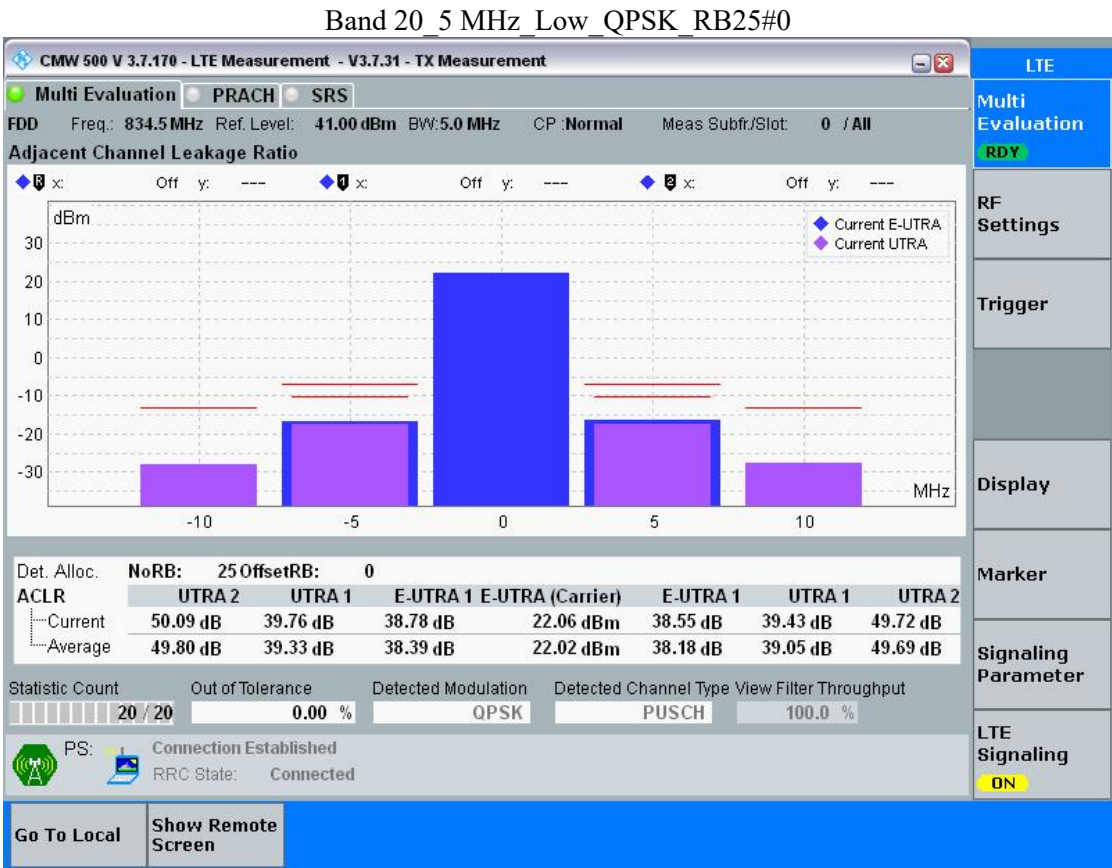 Band 20_5 MHz_Low_QPSK_RB25#0
CMW 500 V 3.7.170 - LTE Measurement - V3.7.31 - TX Measurement
LTE
Multi Evaluation PRACH SRS
FDD Freq.: 834.5 MHz Ref. Level: 41.00 dBm BW: 5.0 MHz CP : Normal Meas Subfr./Slot: 0 / All
Adjacent Channel Leakage Ratio
R x: Off y: --- 1 x: Off y: --- 2 x: Off y: ---
dBm
Current E-UTRA
Current UTRA
30
20
10
0
-10
-20
-30
MHz
-10 -5 0 5 10
Det. Alloc. NoRB: 25 OffsetRB: 0
ACLR UTRA 2 UTRA 1 E-UTRA 1 E-UTRA (Carrier) E-UTRA 1 UTRA 1 UTRA 2
Current 50.09 dB 39.76 dB 38.78 dB 22.06 dBm 38.55 dB 39.43 dB 49.72 dB
Average 49.80 dB 39.33 dB 38.39 dB 22.02 dBm 38.18 dB 39.05 dB 49.69 dB
Statistic Count Out of Tolerance Detected Modulation Detected Channel Type View Filter Throughput
20 / 20 0.00 % QPSK PUSCH 100.0 %
PS: Connection Established
RRC State: Connected
Multi
Evaluation
RDY
RF
Settings
Trigger
Display
Marker
Signaling
Parameter
LTE
Signaling
ON
Go To Local
Show Remote
Screen